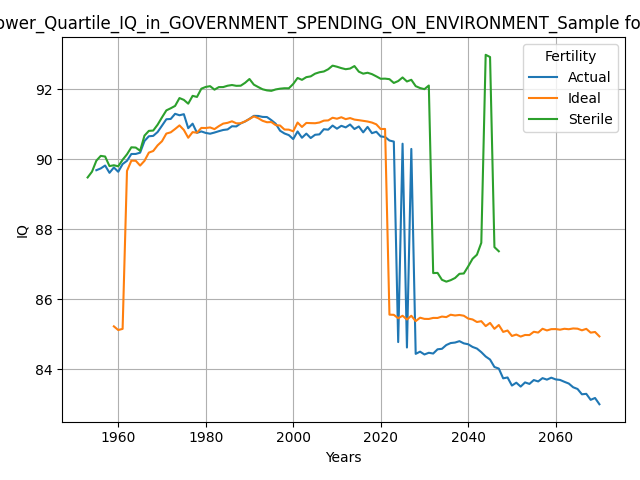 ower_Quartile_IQ_in_GOVERNMENT_SPENDING_ON_ENVIRONMENT_Sample fo
Fertility
Actual
Ideal
Sterile
IQ
92
90
88
86
84
1960 1980 2000 2020 2040 2060
Years